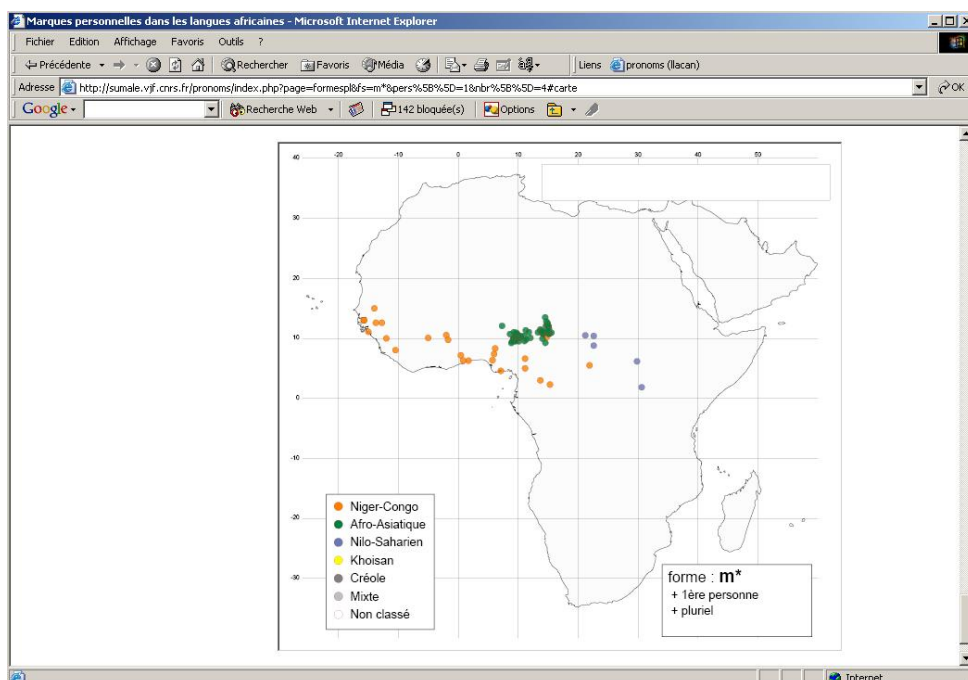 Marques personnelles dans les langues africaines - Microsoft Internet Explorer
Fichier Edition Affichage Favoris Outils ?
Précédente Rechercher Favoris Média Liens pronoms (llacan)
Adresse http://sumale.vjf.cnrs.fr/pronoms/index.php?page=formespl&fs=m*&pers%5B%5D=1&nbr%5B%5D=4#carte OK
Google Recherche Web 142 bloquée(s) Options
-20 -10 0 10 20 30 40 50
40
30
20
10
0
-10
-20
-30
Niger-Congo
Afro-Asiatique
Nilo-Saharien
Khoisan
Créole
Mixte
Non classé
forme : m*
+ 1ère personne
+ pluriel
Internet